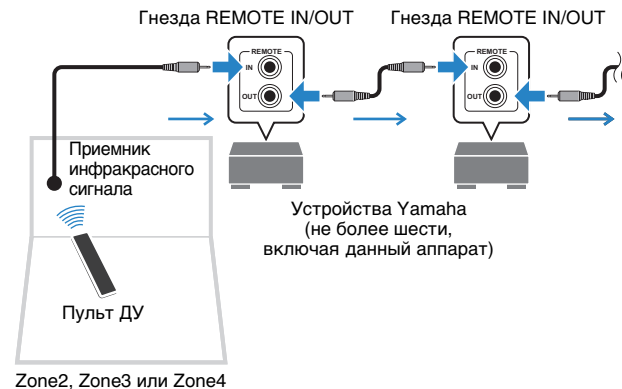 Гнезда REMOTE IN/OUT
Гнезда REMOTE IN/OUT
REMOTE
IN
OUT
REMOTE
IN
OUT
Приемник
инфракрасного
сигнала
Устройства Yamaha
(не более шести,
включая данный аппарат)
Пульт ДУ
Zone2, Zone3 или Zone4